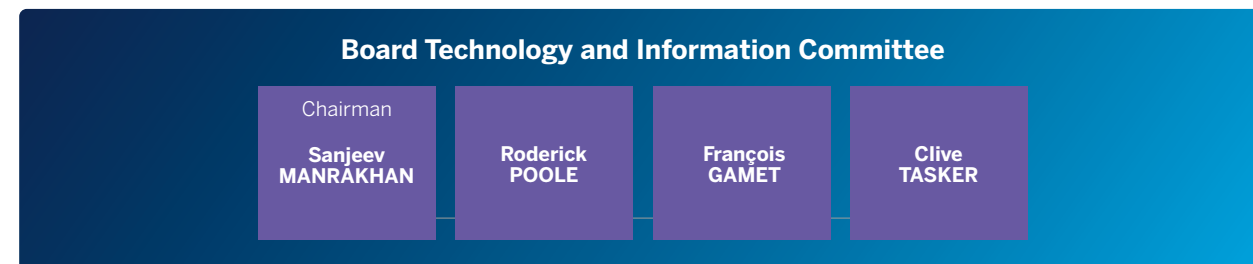 Board Technology and Information Committee
Chairman
Sanjeev
MANRAKHAN
Roderick
POOLE
François
GAMET
Clive
TASKER